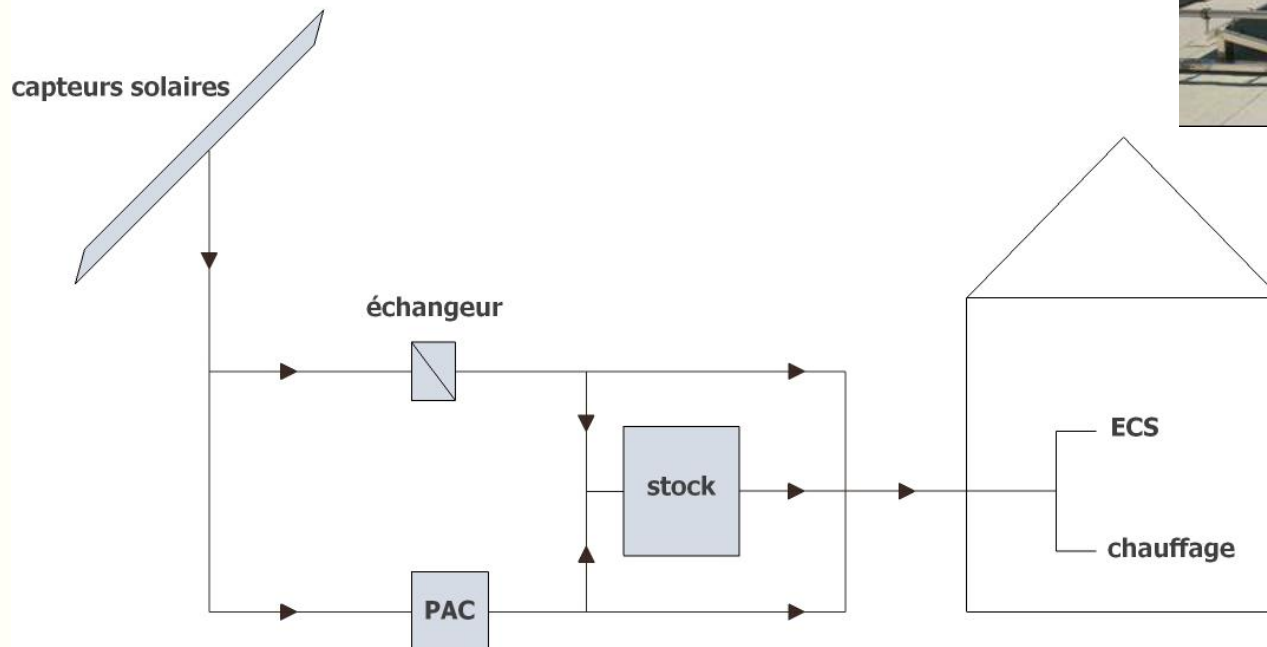 capteurs solaires
échangeur
stock
PAC
ECS
chauffage